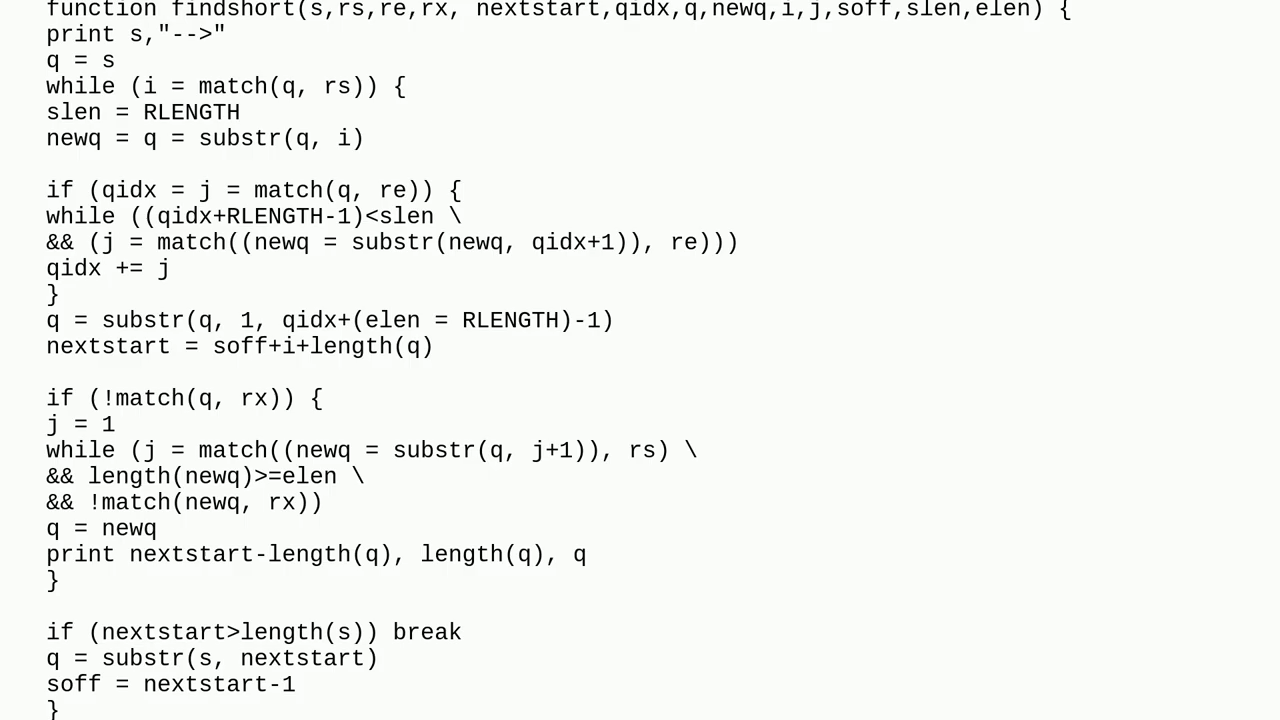 function findshort(s,rs,re,rx, nextstart,qidx,q,newq,i,j,soff,slen,elen) {
print s,"-->"
q = s
while (i = match(q, rs)) {
slen = RLENGTH
newq = q = substr(q, i)
if (qidx = j = match(q, re)) {
while ((qidx+RLENGTH-1)<slen \
&& (j = match((newq = substr(newq, qidx+1)), re)))
qidx += j
}
q = substr(q, 1, qidx+(elen = RLENGTH)-1)
nextstart = soff+i+length(q)
if (!match(q, rx)) {
j = 1
while (j = match((newq = substr(q, j+1)), rs) \
&& length(newq)>=elen \
&& !match(newq, rx))
q = newq
print nextstart-length(q), length(q), q
}
if (nextstart>length(s)) break
q = substr(s, nextstart)
soff = nextstart-1
}